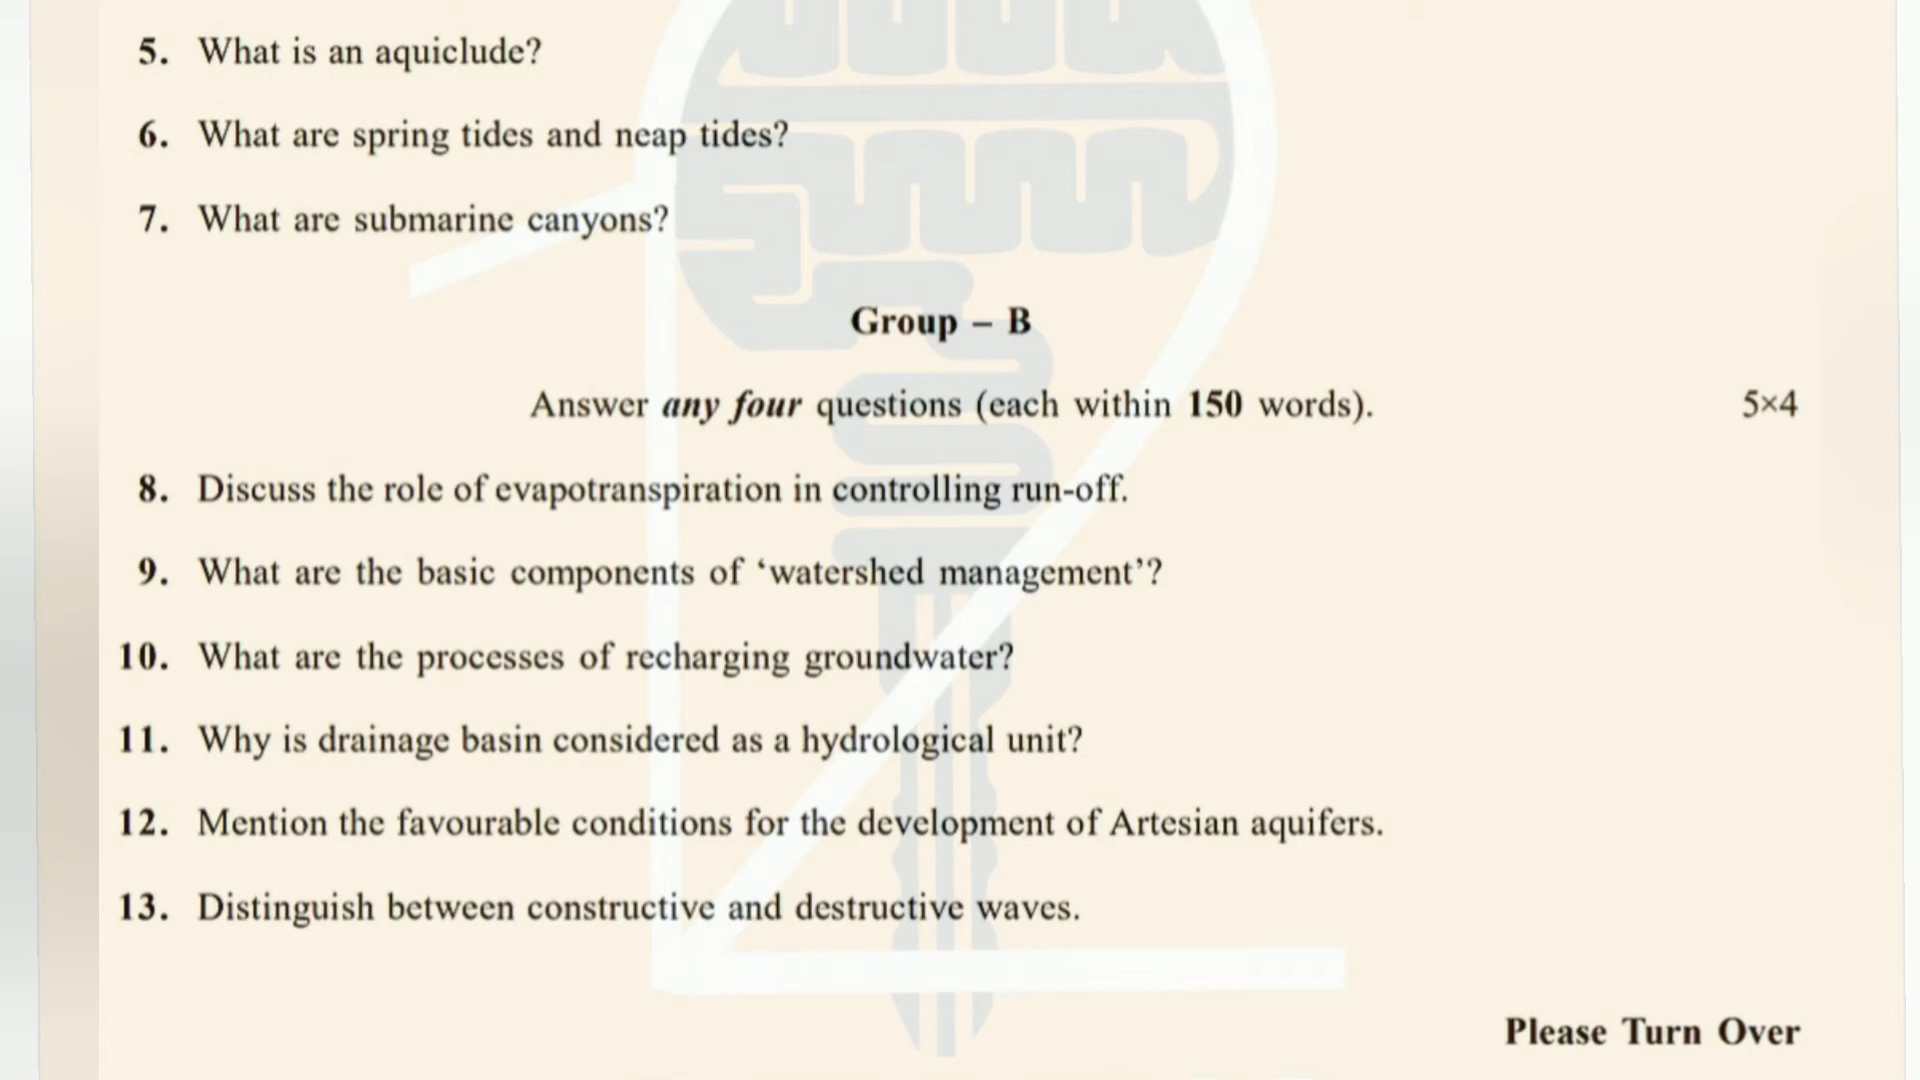 5. What is an aquiclude?
6. What are spring tides and neap tides?
7. What are submarine canyons?
Group – B
Answer any four questions (each within 150 words). 5×4
8. Discuss the role of evapotranspiration in controlling run-off.
9. What are the basic components of ‘watershed management’?
10. What are the processes of recharging groundwater?
11. Why is drainage basin considered as a hydrological unit?
12. Mention the favourable conditions for the development of Artesian aquifers.
13. Distinguish between constructive and destructive waves.
Please Turn Over